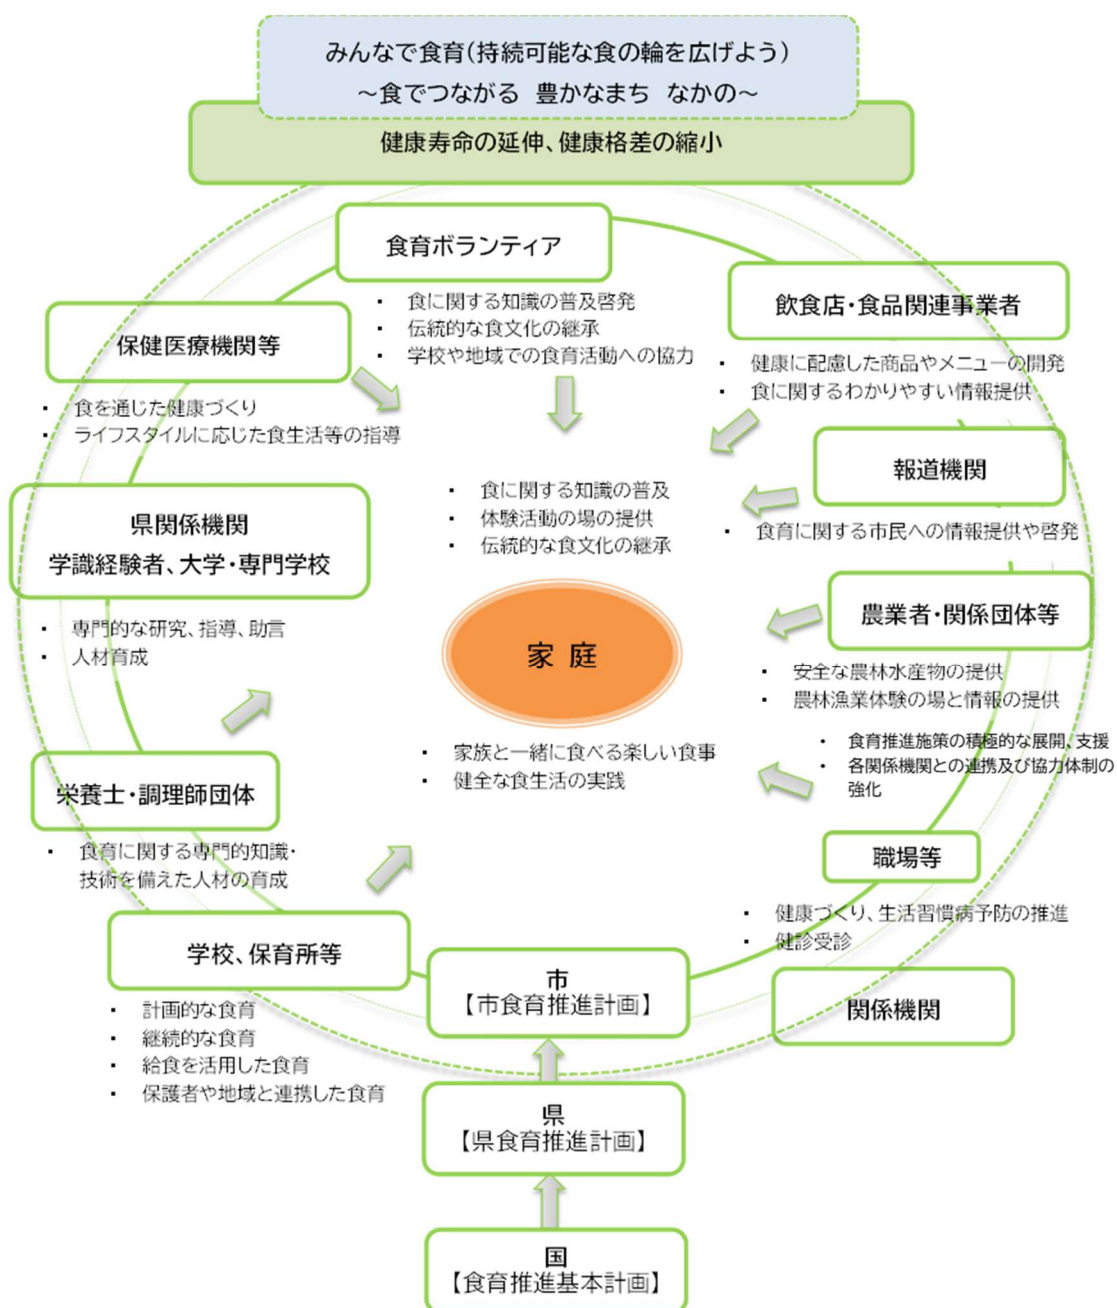 みんなで食育(持続可能な食の輪を広げよう)
～食でつながる 豊かなまち なかの～
健康寿命の延伸、健康格差の縮小
食育ボランティア
・ 食に関する知識の普及啓発
・ 伝統的な食文化の継承
・ 学校や地域での食育活動への協力
飲食店・食品関連事業者
・ 健康に配慮した商品やメニューの開発
・ 食に関するわかりやすい情報提供
保健医療機関等
・ 食を通じた健康づくり
・ ライフスタイルに応じた食生活等の指導
報道機関
・ 食育に関する市民への情報提供や啓発
・ 食に関する知識の普及
・ 体験活動の場の提供
・ 伝統的な食文化の継承
県関係機関
学識経験者、大学・専門学校
・ 専門的な研究、指導、助言
・ 人材育成
家庭
・ 家族と一緒に食べる楽しい食事
・ 健全な食生活の実践
農業者・関係団体等
・ 安全な農林水産物の提供
・ 農林漁業体験の場と情報の提供
・ 食育推進施策の積極的な展開、支援
・ 各関係機関との連携及び協力体制の
強化
栄養士・調理師団体
・ 食育に関する専門的知識・
技術を備えた人材の育成
職場等
・ 健康づくり、生活習慣病予防の推進
・ 健診受診
学校、保育所等
・ 計画的な食育
・ 継続的な食育
・ 給食を活用した食育
・ 保護者や地域と連携した食育
市
【市食育推進計画】
関係機関
県
【県食育推進計画】
国
【食育推進基本計画】